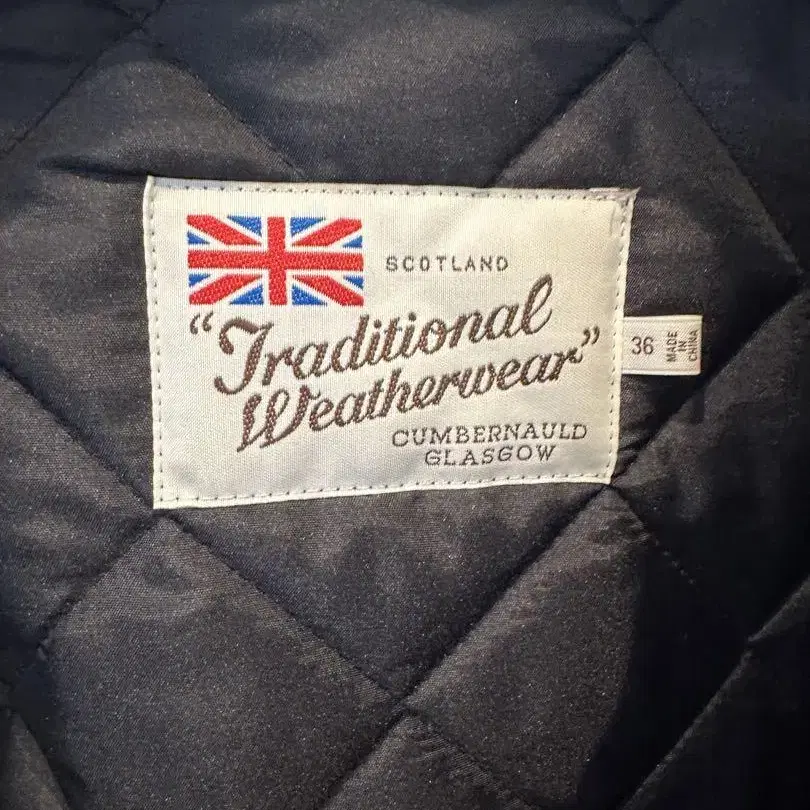 SCOTLAND
“Traditional
Weatherwear”
CUMBERNAULD
GLASGOW
36
MADE
IN
CHINA